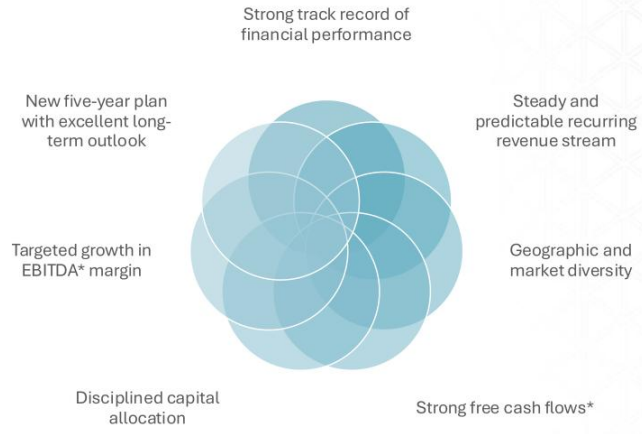 Strong track record of
financial performance
New five-year plan
with excellent long-
term outlook
Steady and
predictable recurring
revenue stream
Targeted growth in
EBITDA* margin
Geographic and
market diversity
Disciplined capital
allocation
Strong free cash flows*